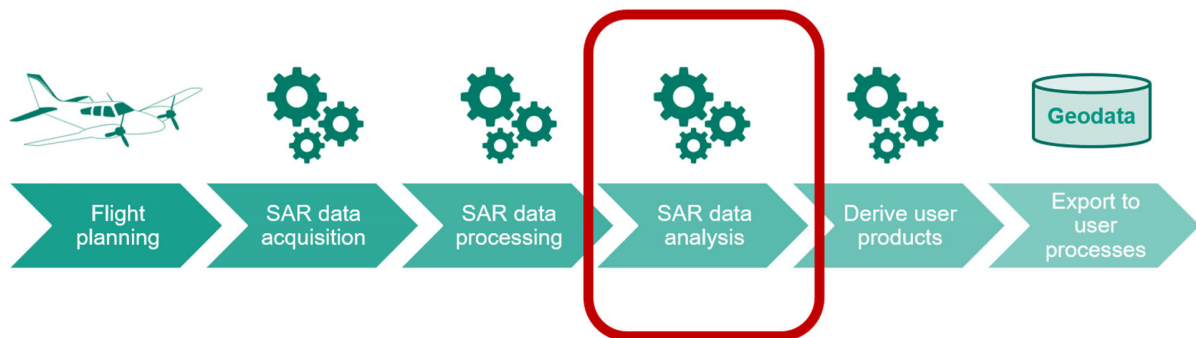 Geodata
Flight
planning
SAR data
acquisition
SAR data
processing
SAR data
analysis
Derive user
products
Export to
user
processes